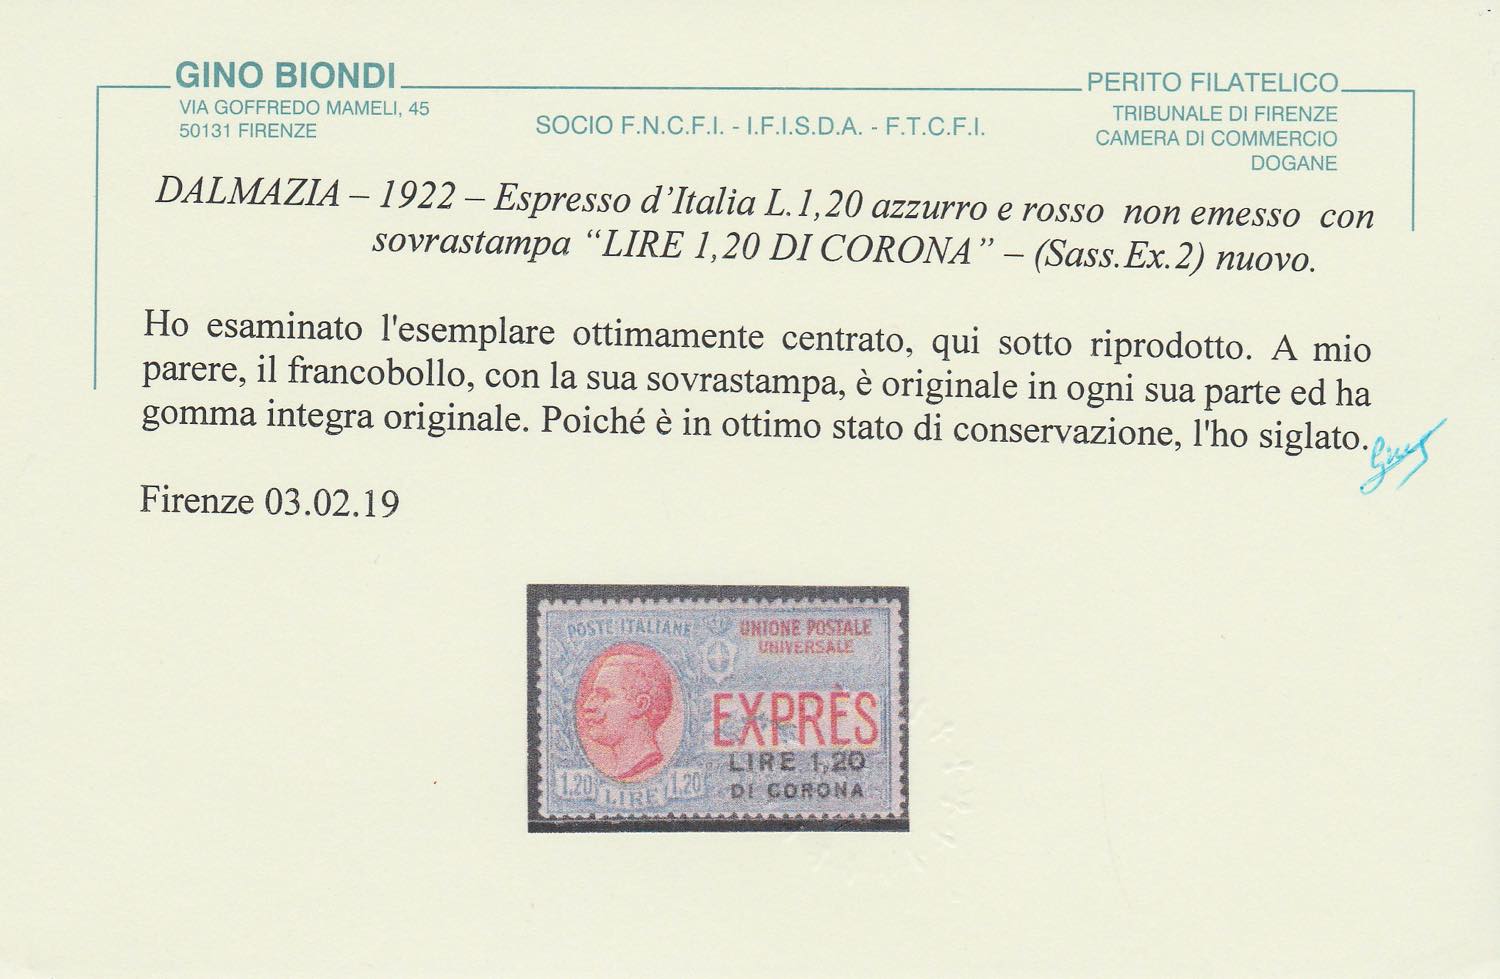 GINO BIONDI
VIA GOFFREDO MAMELI, 45
50131 FIRENZE
SOCIO F.N.C.F.I. - I.F.I.S.D.A. - F.T.C.F.I.
PERITO FILATELICO
TRIBUNALE DI FIRENZE
CAMERA DI COMMERCIO
DOGANE
DALMAZIA – 1922 – Espresso d’Italia L.1,20 azzurro e rosso non emesso con
sovrastampa “LIRE 1,20 DI CORONA” – (Sass.Ex.2) nuovo.
Ho esaminato l'esemplare ottimamente centrato, qui sotto riprodotto. A mio
parere, il francobollo, con la sua sovrastampa, è originale in ogni sua parte ed ha
gomma integra originale. Poiché è in ottimo stato di conservazione, l'ho siglato.
Firenze 03.02.19
POSTE ITALIANE
UNIONE POSTALE
UNIVERSALE
EXPRÈS
LIRE 1,20
DI CORONA
1.20 LIRE 1.20